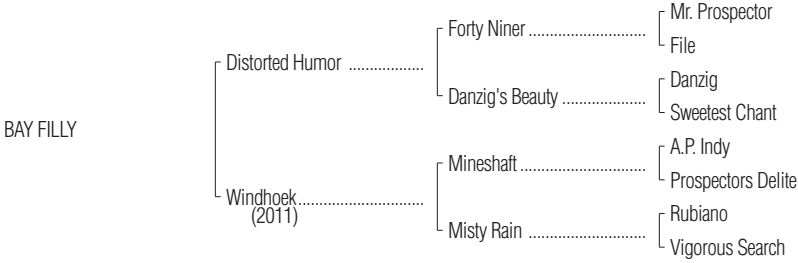 Mr. Prospector
Forty Niner ............................
File
Distorted Humor ..................
Danzig
Danzig's Beauty ....................
Sweetest Chant
BAY FILLY
A.P. Indy
Mineshaft ..............................
Prospectors Delite
Windhoek..............................
(2011)
Rubiano
Misty Rain ............................
Vigorous Search